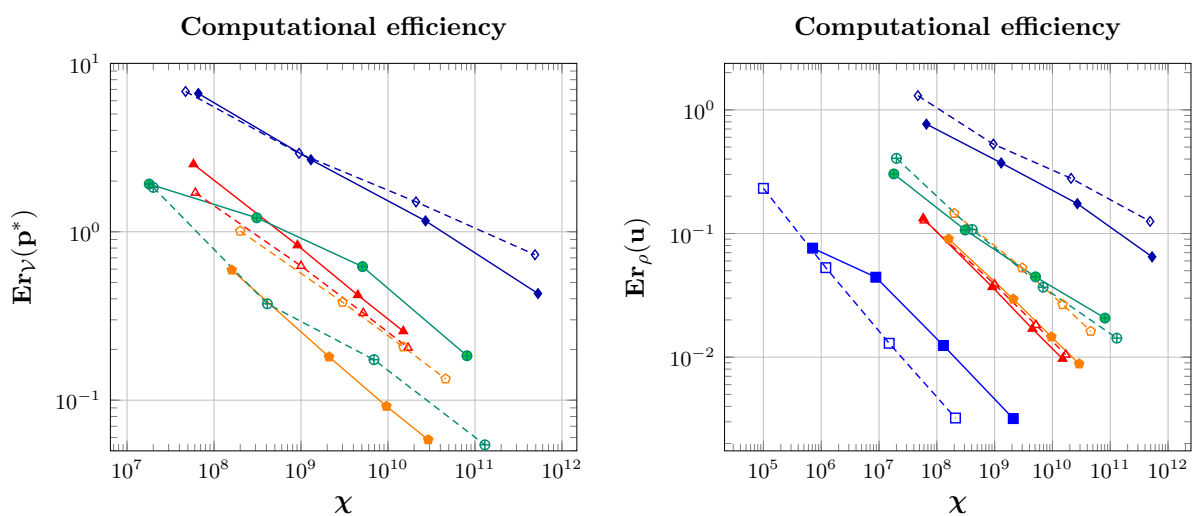 Computational efficiency
Er_𝒱(p*)
10^1
10^0
10^−1
10^7 10^8 10^9 10^10 10^11 10^12
χ
Computational efficiency
Er_ρ(u)
10^0
10^−1
10^−2
10^5 10^6 10^7 10^8 10^9 10^10 10^11 10^12
χ